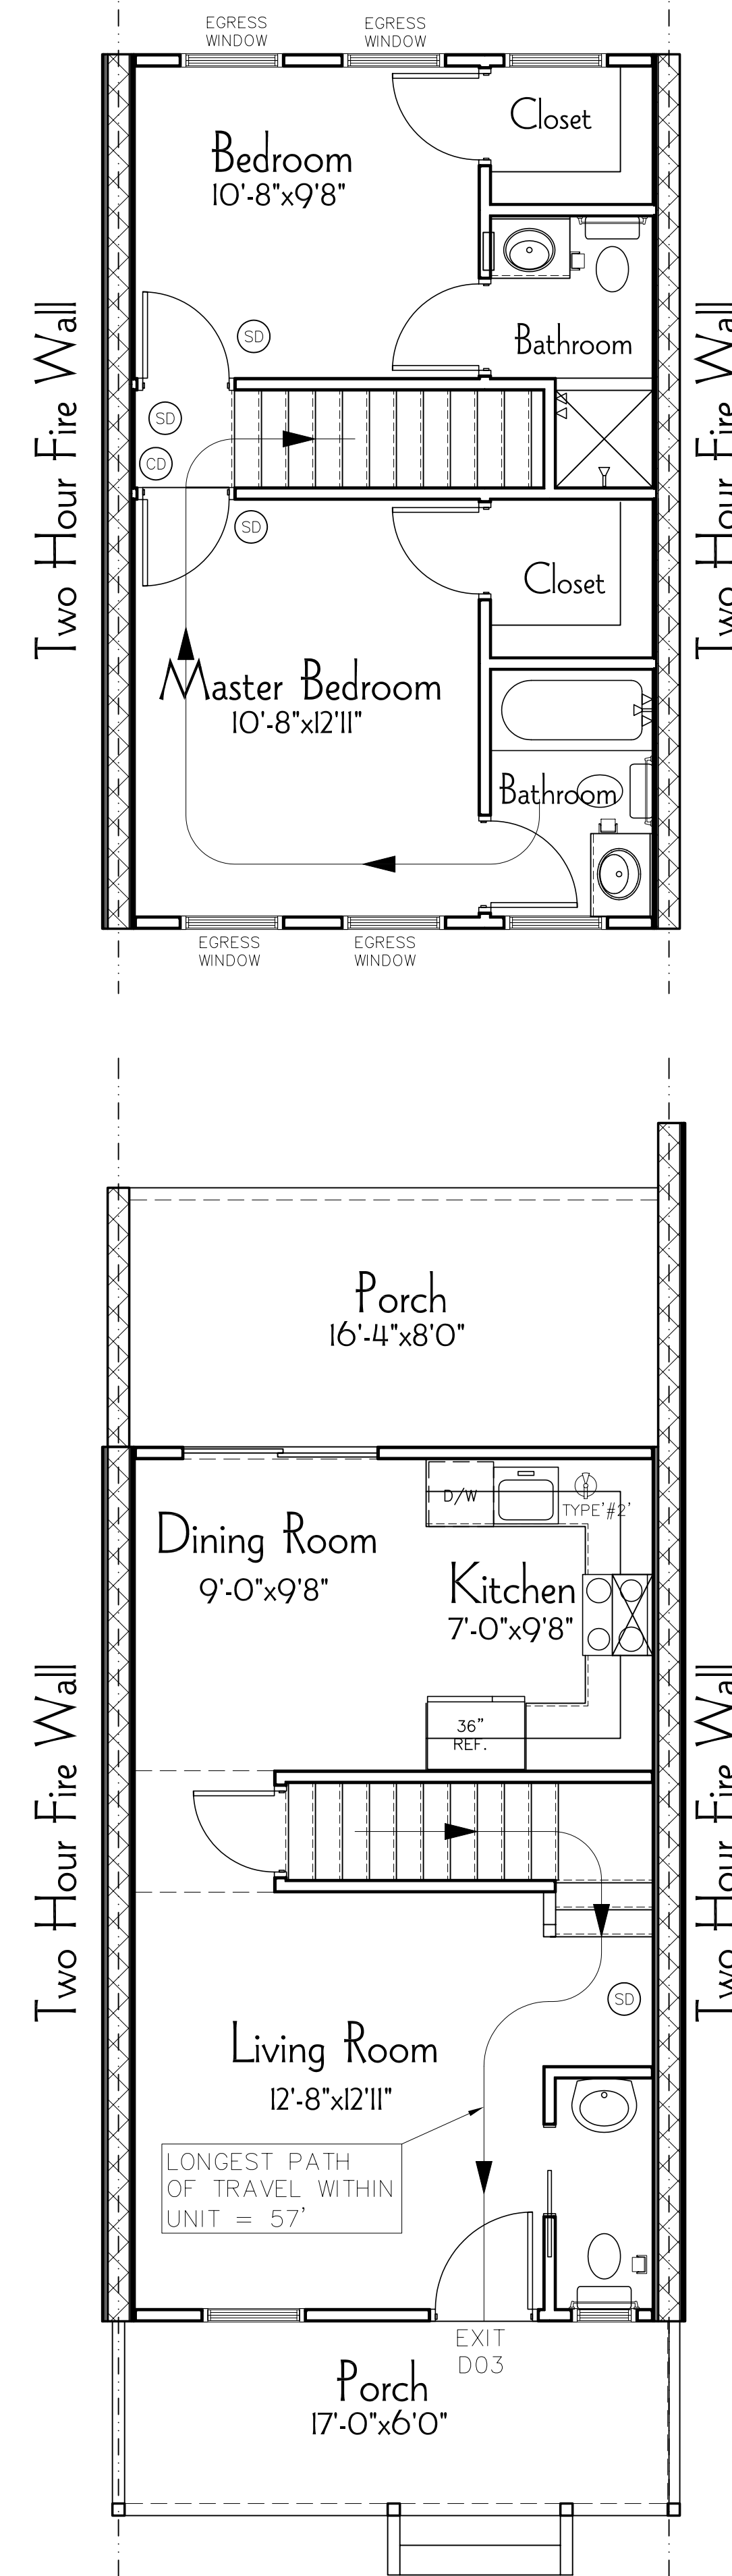 EGRESS
WINDOW
EGRESS
WINDOW
Closet
Bedroom
10'-8"x9'8"
Two Hour Fire Wall
Two Hour Fire Wall
SD
Bathroom
SD
CD
SD
Closet
Master Bedroom
10'-8"x12'11"
Bathroom
EGRESS
WINDOW
EGRESS
WINDOW
Porch
16'-4"x8'0"
D/W
TYPE'#2'
Dining Room
9'-0"x9'8"
Kitchen
7'-0"x9'8"
36"
REF.
Two Hour Fire Wall
Two Hour Fire Wall
SD
Living Room
12'-8"x12'11"
LONGEST PATH
OF TRAVEL WITHIN
UNIT = 57'
EXIT
D03
Porch
17'-0"x6'0"